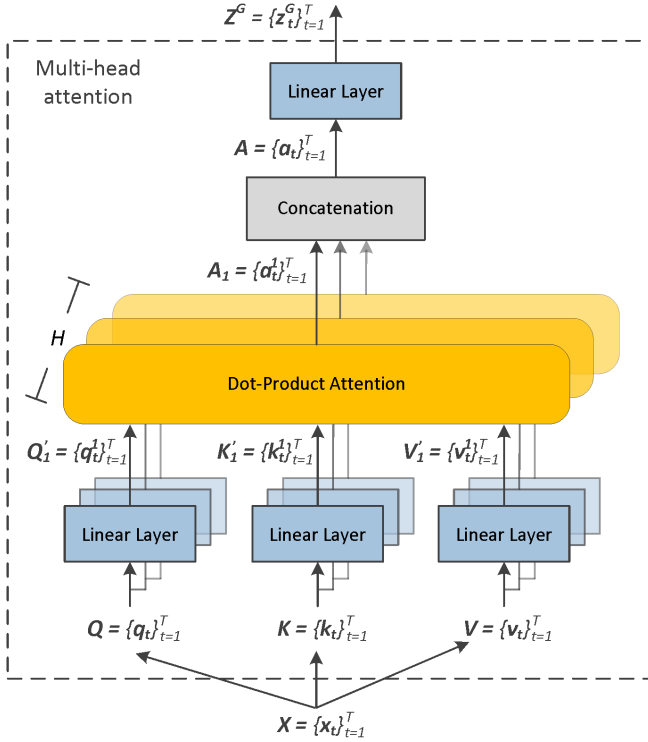 Z^G = {z_t^G}_{t=1}^T
Multi-head
attention
Linear Layer
A = {a_t}_{t=1}^T
Concatenation
A_1 = {a_t^1}_{t=1}^T
H
Dot-Product Attention
Q'_1 = {q_t^1}_{t=1}^T K'_1 = {k_t^1}_{t=1}^T V'_1 = {v_t^1}_{t=1}^T
Linear Layer Linear Layer Linear Layer
Q = {q_t}_{t=1}^T K = {k_t}_{t=1}^T V = {v_t}_{t=1}^T
X = {x_t}_{t=1}^T